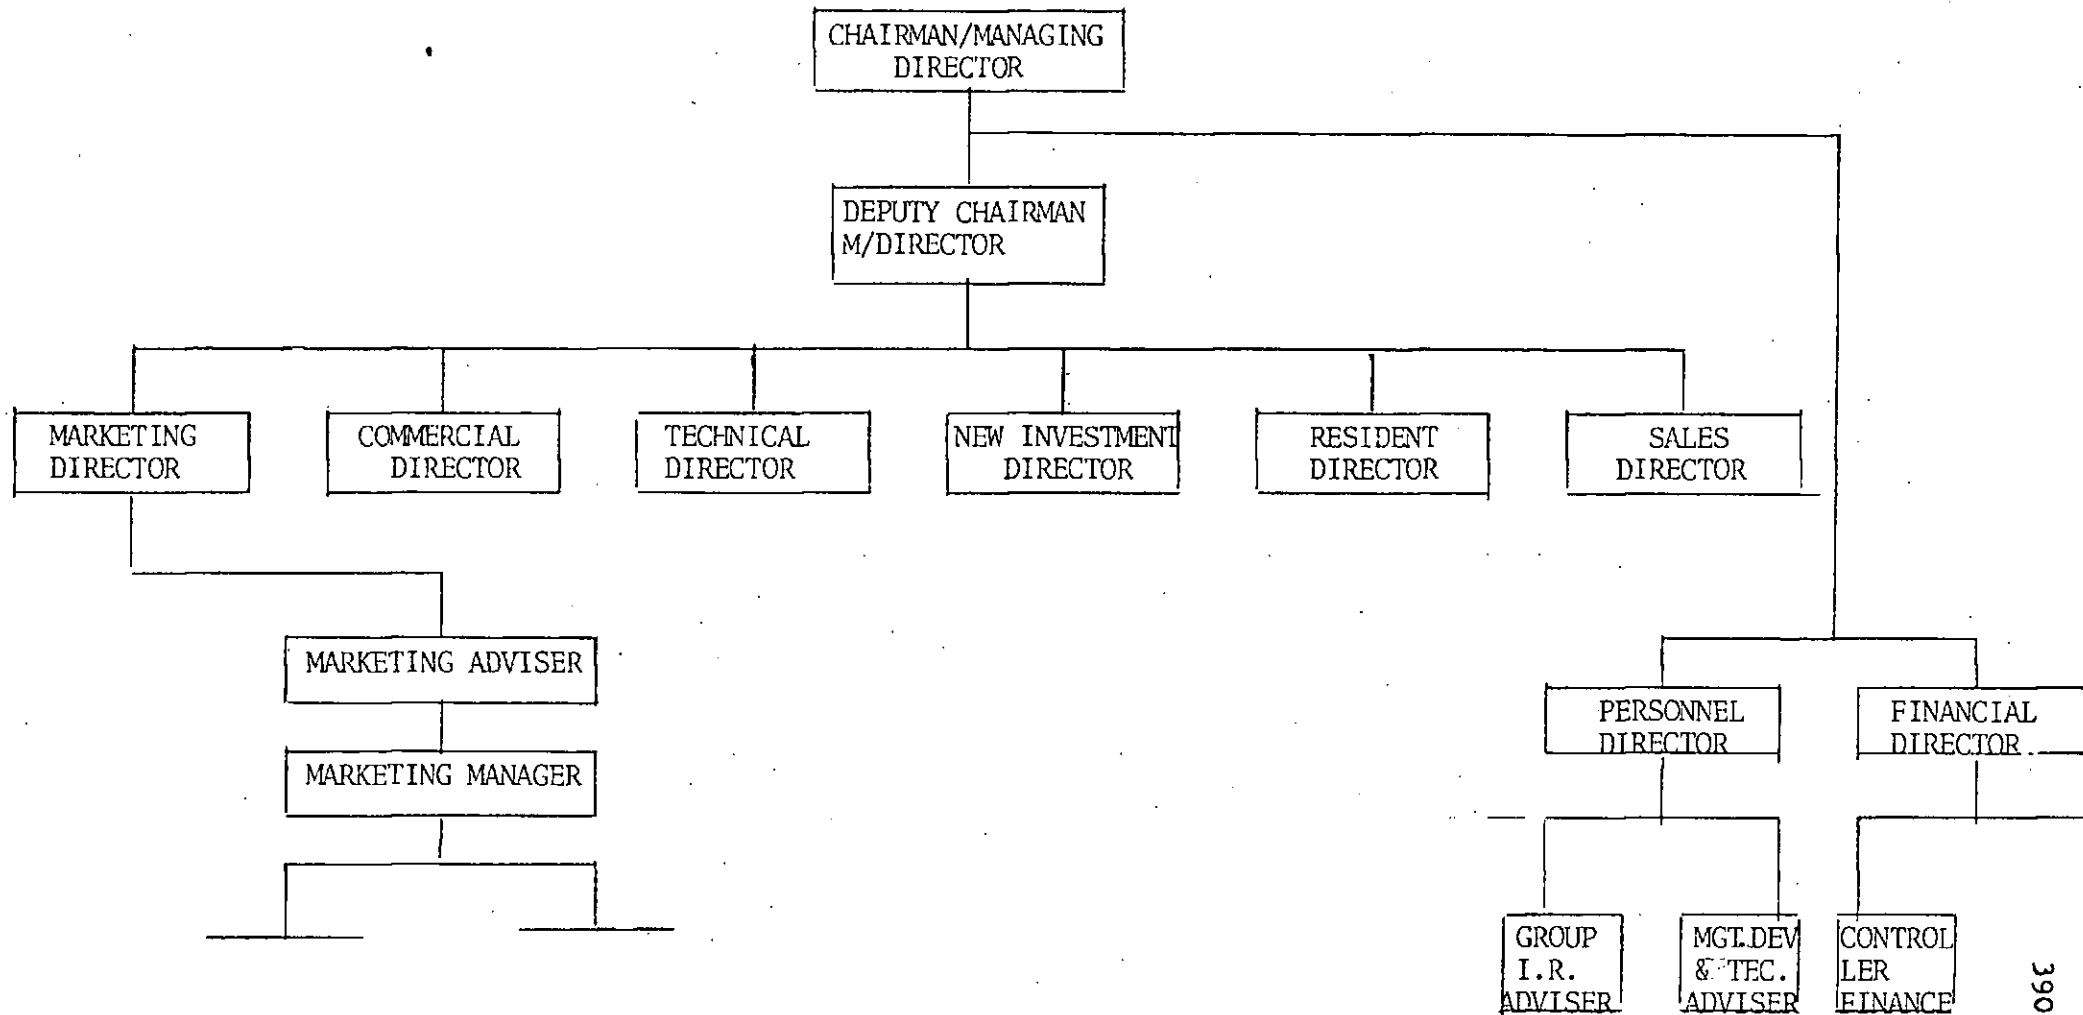 CHAIRMAN/MANAGING
DIRECTOR
DEPUTY CHAIRMAN
M/DIRECTOR
MARKETING
DIRECTOR
COMMERCIAL
DIRECTOR
TECHNICAL
DIRECTOR
NEW INVESTMENT
DIRECTOR
RESIDENT
DIRECTOR
SALES
DIRECTOR
MARKETING ADVISER
MARKETING MANAGER
PERSONNEL
DIRECTOR
FINANCIAL
DIRECTOR
GROUP
I.R.
ADVISER
MGT.DEV
& TEC.
ADVISER
CONTROL
LER
FINANCE
390